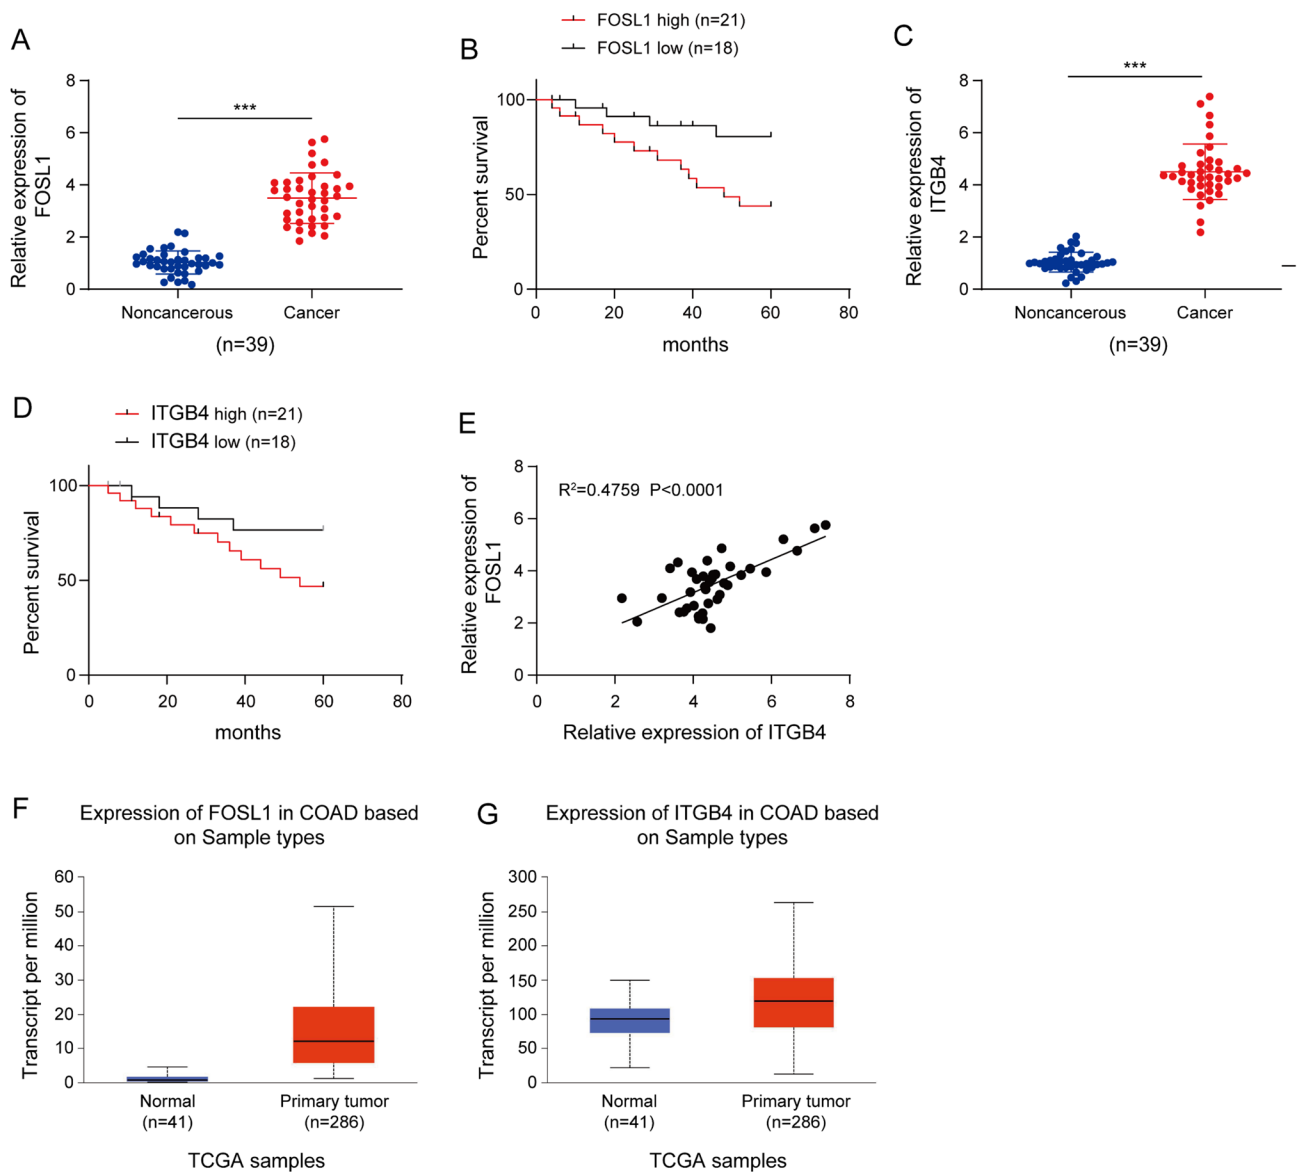 A
Relative expression of
FOSL1
8
6
4
2
0
***
Noncancerous
Cancer
(n=39)
B
FOSL1 high (n=21)
FOSL1 low (n=18)
Percent survival
100
50
0
0
20
40
60
80
months
C
Relative expression of
ITGB4
8
6
4
2
0
***
Noncancerous
Cancer
(n=39)
D
ITGB4 high (n=21)
ITGB4 low (n=18)
Percent survival
100
50
0
0
20
40
60
80
months
E
Relative expression of
FOSL1
8
6
4
2
0
R²=0.4759 P<0.0001
0
2
4
6
8
Relative expression of ITGB4
F
Expression of FOSL1 in COAD based
on Sample types
Transcript per million
60
50
40
30
20
10
0
Normal
(n=41)
Primary tumor
(n=286)
TCGA samples
G
Expression of ITGB4 in COAD based
on Sample types
Transcript per million
300
250
200
150
100
50
0
Normal
(n=41)
Primary tumor
(n=286)
TCGA samples